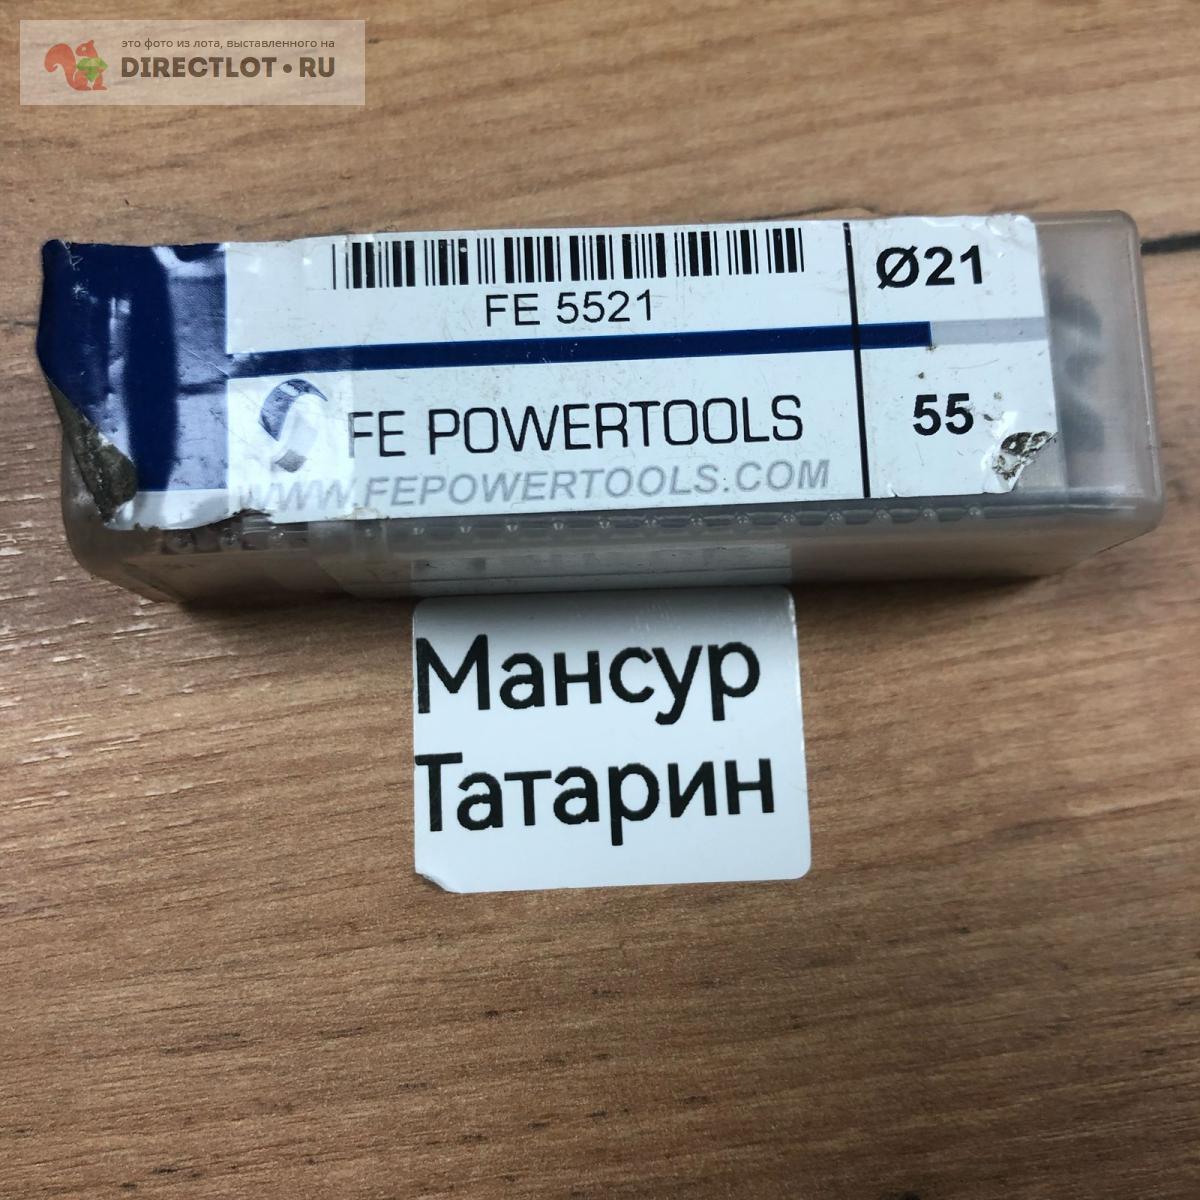 это фото из лота, выставленного на
DIRECTLOT•RU
FE 5521
Ø21
FE POWERTOOLS
55
WWW.FEPOWERTOOLS.COM
Мансур
Татарин